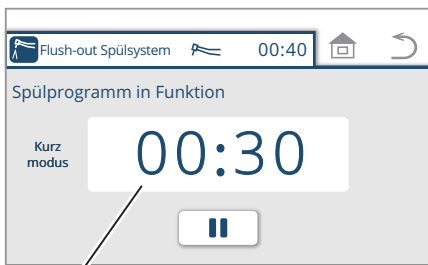 Flush-out Spülsystem 00:40
Spülprogramm in Funktion
Kurz
modus
00:30